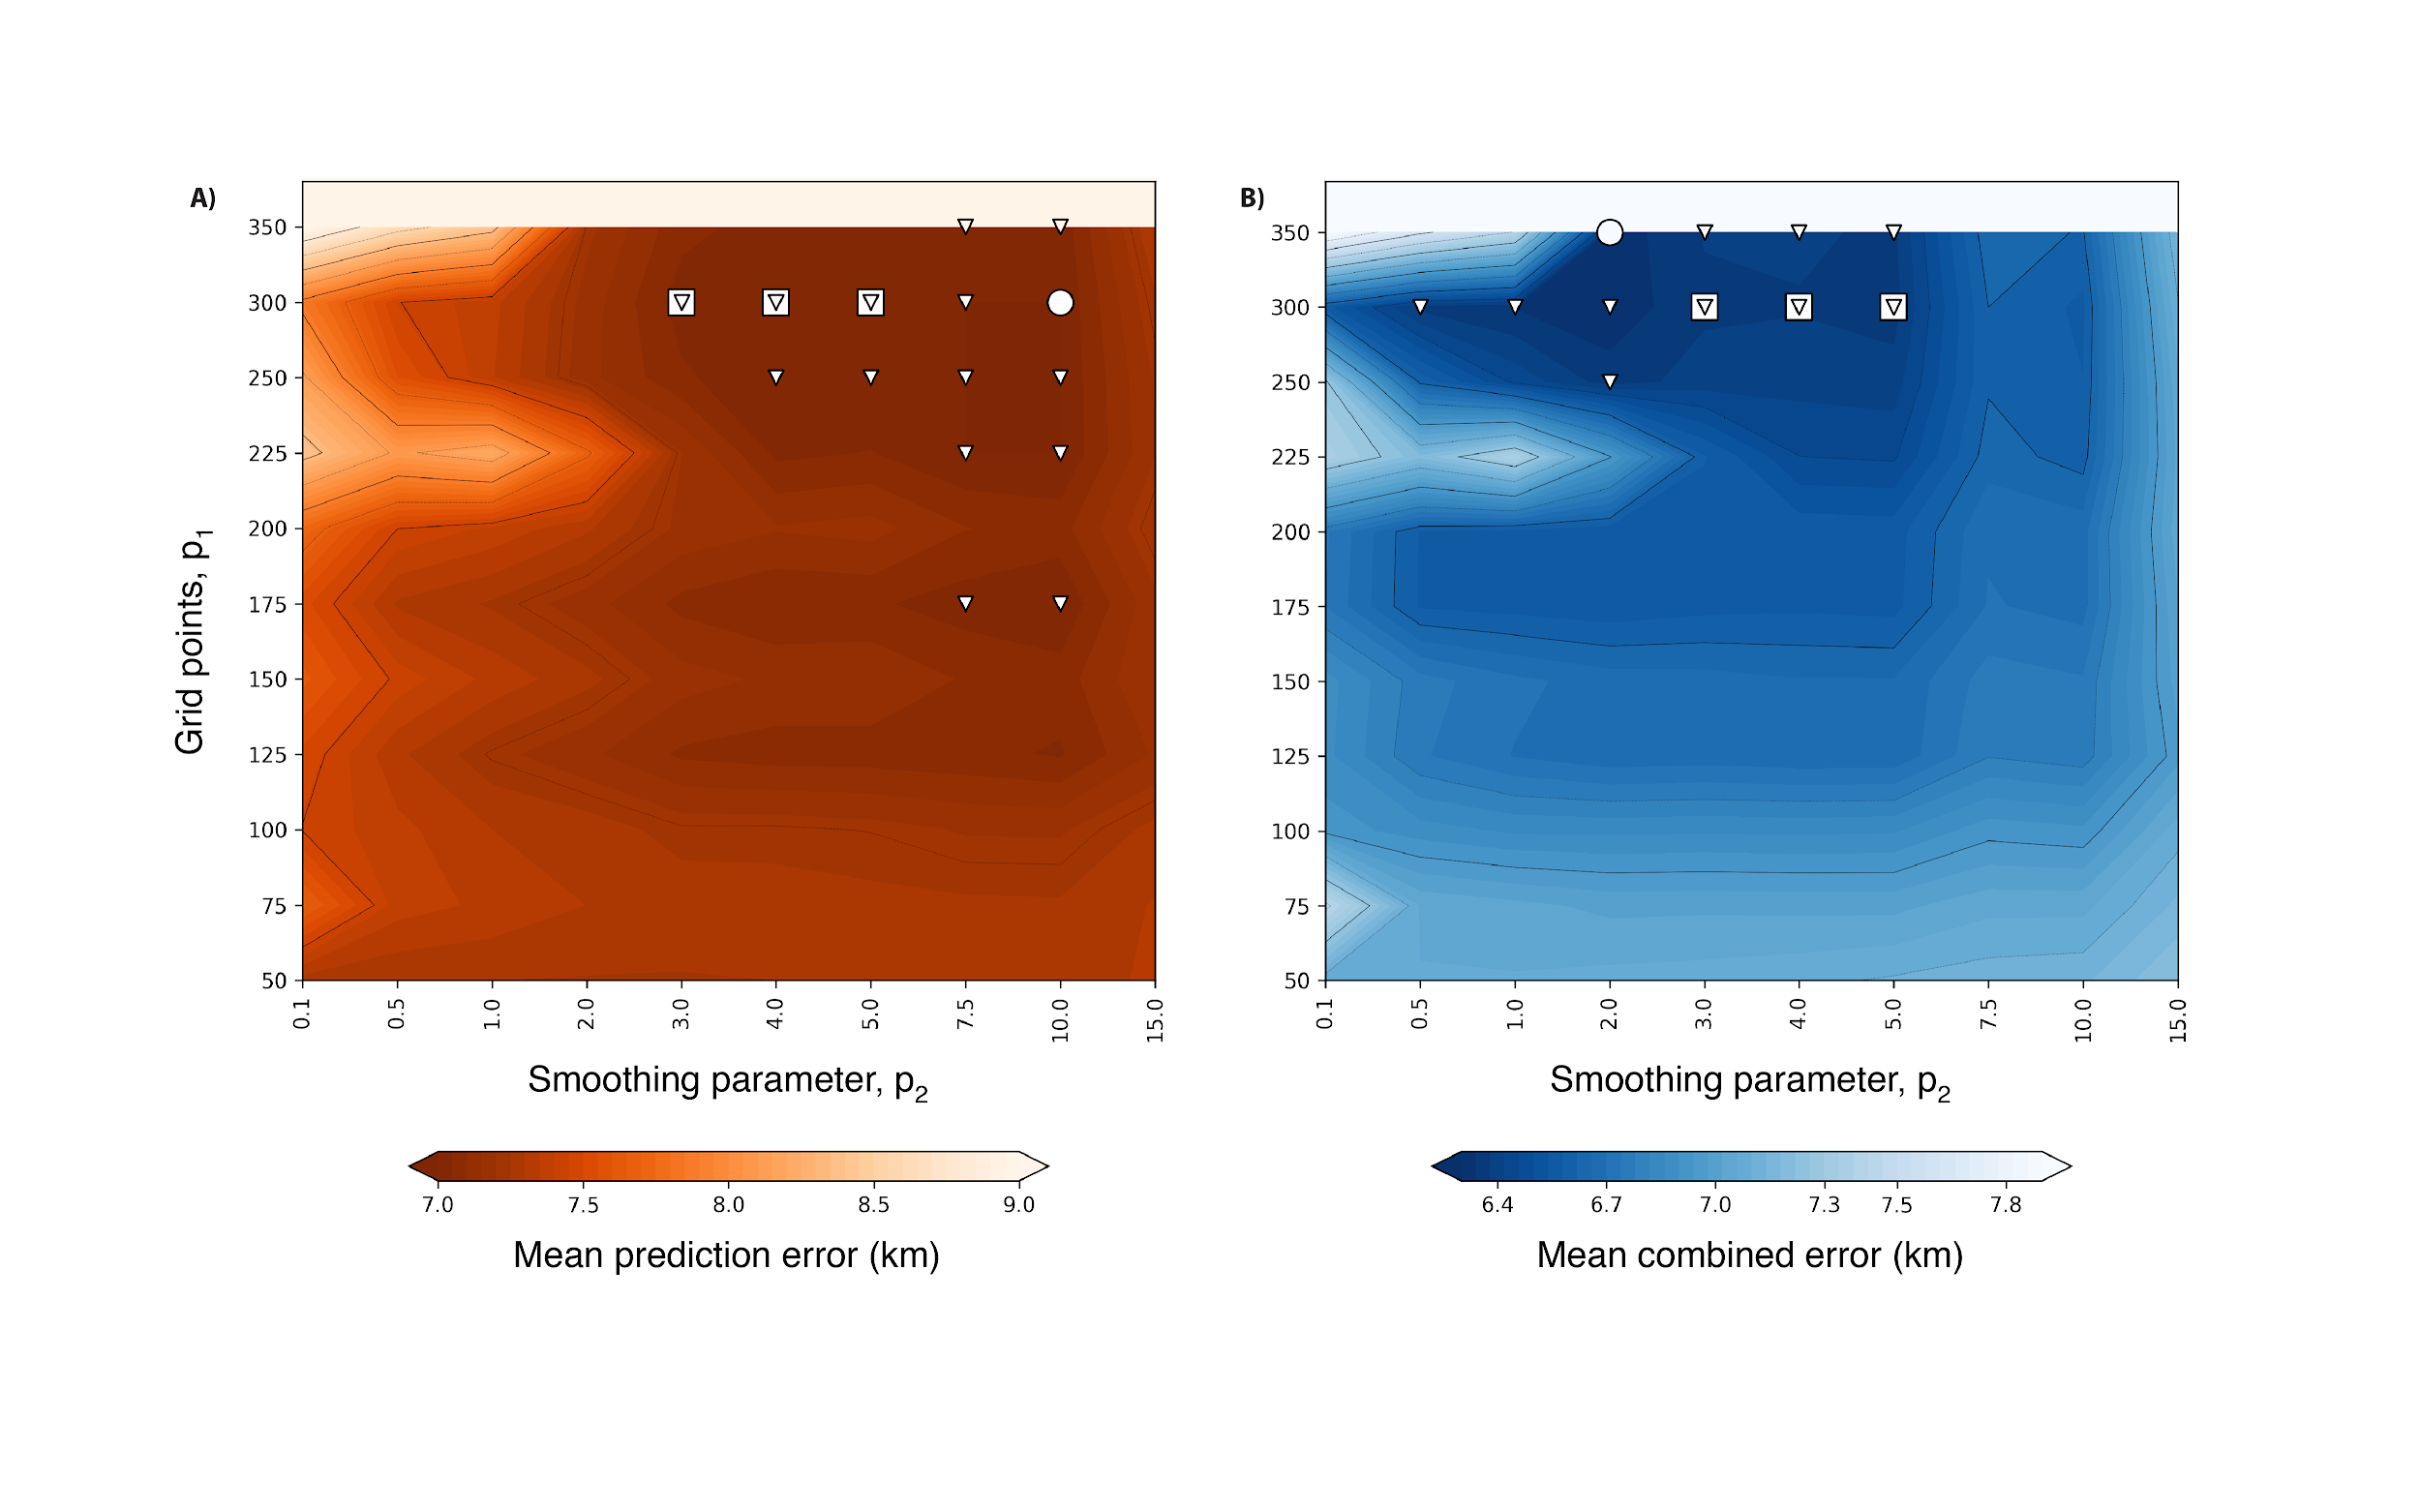 A)
350
300
250
225
200
175
150
125
100
75
50
Grid points, p1
0.1 0.5 1.0 2.0 3.0 4.0 5.0 7.5 10.0 15.0
Smoothing parameter, p2
7.0 7.5 8.0 8.5 9.0
Mean prediction error (km)
B)
350
300
250
225
200
175
150
125
100
75
50
0.1 0.5 1.0 2.0 3.0 4.0 5.0 7.5 10.0 15.0
Smoothing parameter, p2
6.4 6.7 7.0 7.3 7.5 7.8
Mean combined error (km)